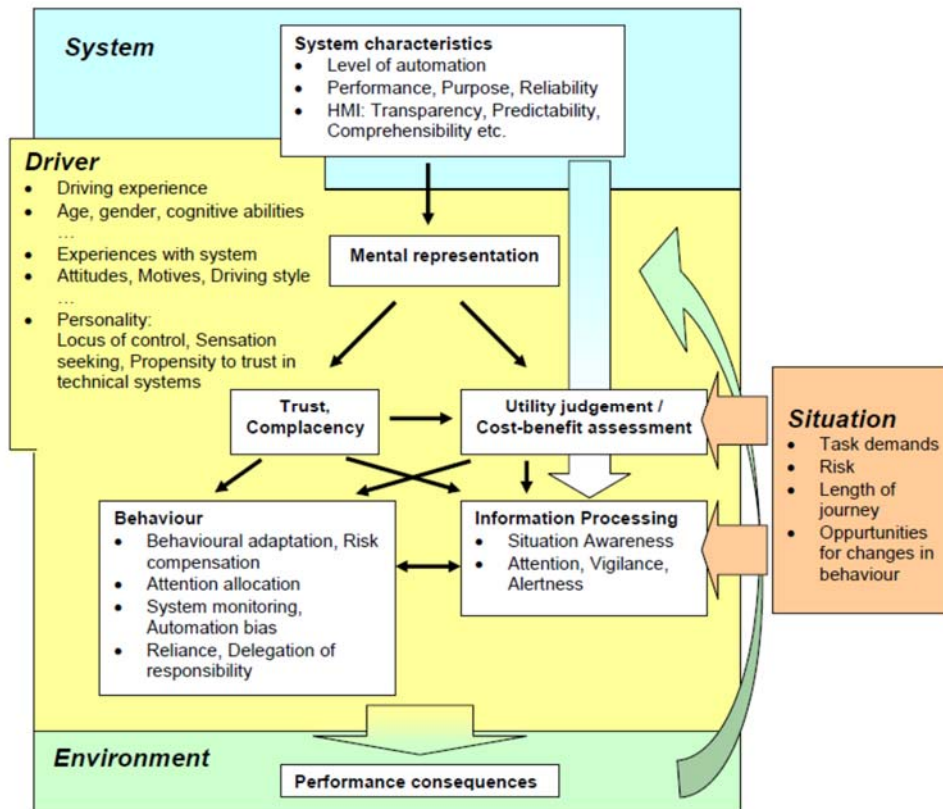 System
System characteristics
• Level of automation
• Performance, Purpose, Reliability
• HMI: Transparency, Predictability,
Comprehensibility etc.
Driver
• Driving experience
• Age, gender, cognitive abilities
…
• Experiences with system
• Attitudes, Motives, Driving style
…
• Personality:
Locus of control, Sensation
seeking, Propensity to trust in
technical systems
Mental representation
Trust,
Complacency
Utility judgement /
Cost-benefit assessment
Situation
• Task demands
• Risk
• Length of
journey
• Oppurtunities
for changes in
behaviour
Behaviour
• Behavioural adaptation, Risk
compensation
• Attention allocation
• System monitoring,
Automation bias
• Reliance, Delegation of
responsibility
Information Processing
• Situation Awareness
• Attention, Vigilance,
Alertness
Environment
Performance consequences